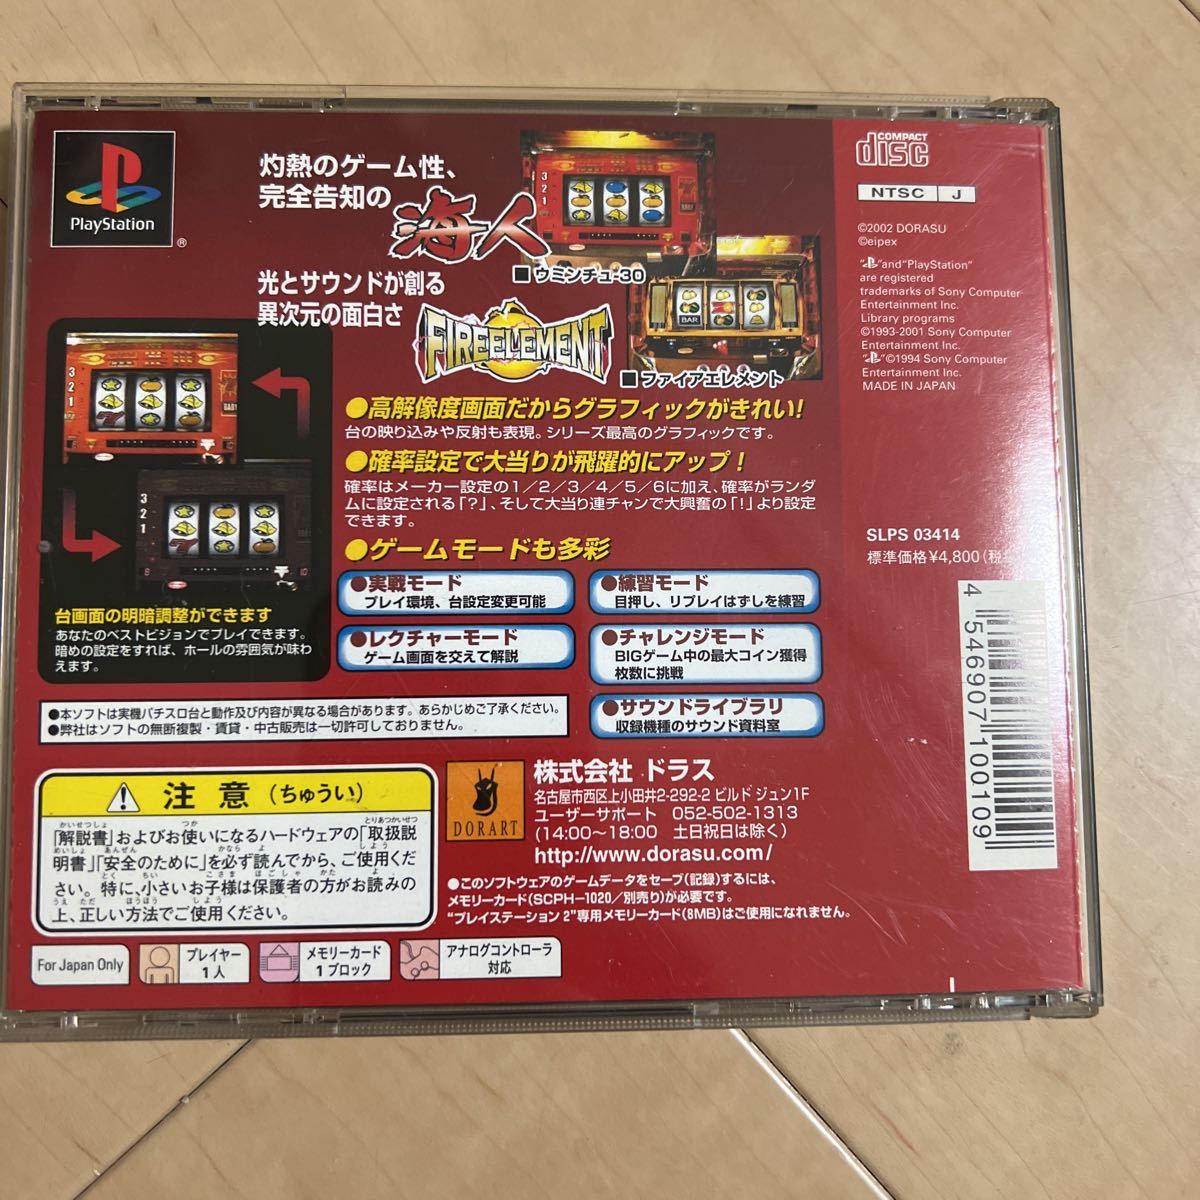 PlayStation
®
灼熱のゲーム性、
完全告知の
海人
■ウミンチュ-30
光とサウンドが創る
異次元の面白さ
FIREELEMENT
■ファイアエレメント
台画面の明暗調整ができます
あなたのベストビジョンでプレイできます。
暗めの設定をすれば、ホールの雰囲気が味わ
えます。
●高解像度画面だからグラフィックがきれい!
台の映り込みや反射も表現。シリーズ最高のグラフィックです。
●確率設定で大当りが飛躍的にアップ!
確率はメーカー設定の1/2/3/4/5/6に加え、確率がランダ
ムに設定される「?」、そして大当り連チャンで大興奮の「!」より設定
できます。
●ゲームモードも多彩
●実戦モード
プレイ環境、台設定変更可能
●練習モード
目押し、リプレイはずしを練習
●レクチャーモード
ゲーム画面を交えて解説
●チャレンジモード
BIGゲーム中の最大コイン獲得
枚数に挑戦
●サウンドライブラリ
収録機種のサウンド資料室
●本ソフトは実機パチスロ台と動作及び内容が異なる場合があります。あらかじめご了承ください。
●弊社はソフトの無断複製・賃貸・中古販売は一切許可しておりません。
注意(ちゅうい)
「解説書」およびお使いになるハードウェアの「取扱説
明書」「安全のために」を必ず読んでから、ご使用くだ
さい。特に、小さいお子様は保護者の方がお読みの
上、正しい方法でご使用ください。
DORART
株式会社 ドラス
名古屋市西区上小田井2-292-2 ビルド ジュン1F
ユーザーサポート 052-502-1313
(14:00〜18:00 土日祝日は除く)
http://www.dorasu.com/
●このソフトウェアのゲームデータをセーブ(記録)するには、
メモリーカード(SCPH-1020/別売り)が必要です。
"プレイステーション 2"専用メモリーカード(8MB)はご使用になれません。
For Japan Only
プレイヤー
1人
メモリーカード
1ブロック
アナログコントローラ
対応
COMPACT
disc
NTSC J
©2002 DORASU
©eipex
" "and"PlayStation"
are registered
trademarks of Sony Computer
Entertainment Inc.
Library programs
©1993-2001 Sony Computer
Entertainment Inc.
" "©1994 Sony Computer
Entertainment Inc.
MADE IN JAPAN
SLPS 03414
標準価格¥4,800(税
4 546907 100109